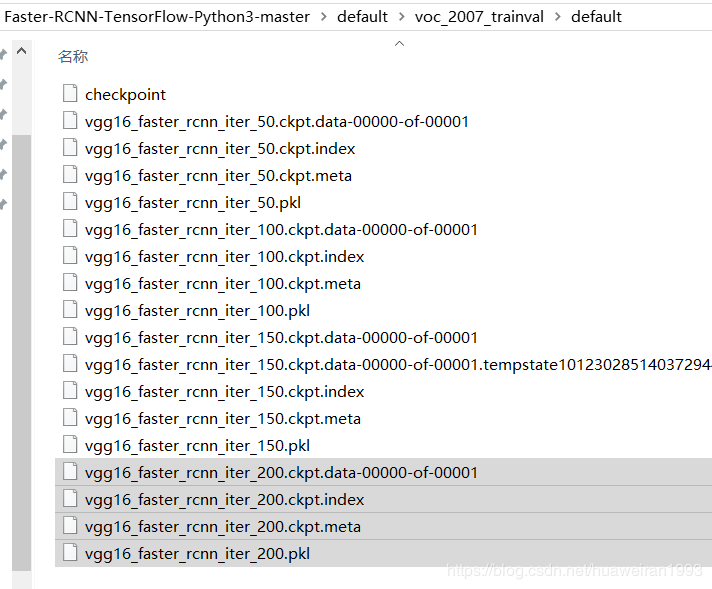 Faster-RCNN-TensorFlow-Python3-master > default > voc_2007_trainval > default
名称
checkpoint
vgg16_faster_rcnn_iter_50.ckpt.data-00000-of-00001
vgg16_faster_rcnn_iter_50.ckpt.index
vgg16_faster_rcnn_iter_50.ckpt.meta
vgg16_faster_rcnn_iter_50.pkl
vgg16_faster_rcnn_iter_100.ckpt.data-00000-of-00001
vgg16_faster_rcnn_iter_100.ckpt.index
vgg16_faster_rcnn_iter_100.ckpt.meta
vgg16_faster_rcnn_iter_100.pkl
vgg16_faster_rcnn_iter_150.ckpt.data-00000-of-00001
vgg16_faster_rcnn_iter_150.ckpt.data-00000-of-00001.tempstate10123028514037294
vgg16_faster_rcnn_iter_150.ckpt.index
vgg16_faster_rcnn_iter_150.ckpt.meta
vgg16_faster_rcnn_iter_150.pkl
vgg16_faster_rcnn_iter_200.ckpt.data-00000-of-00001
vgg16_faster_rcnn_iter_200.ckpt.index
vgg16_faster_rcnn_iter_200.ckpt.meta
vgg16_faster_rcnn_iter_200.pkl
https://blog.csdn.net/huaweiran1993